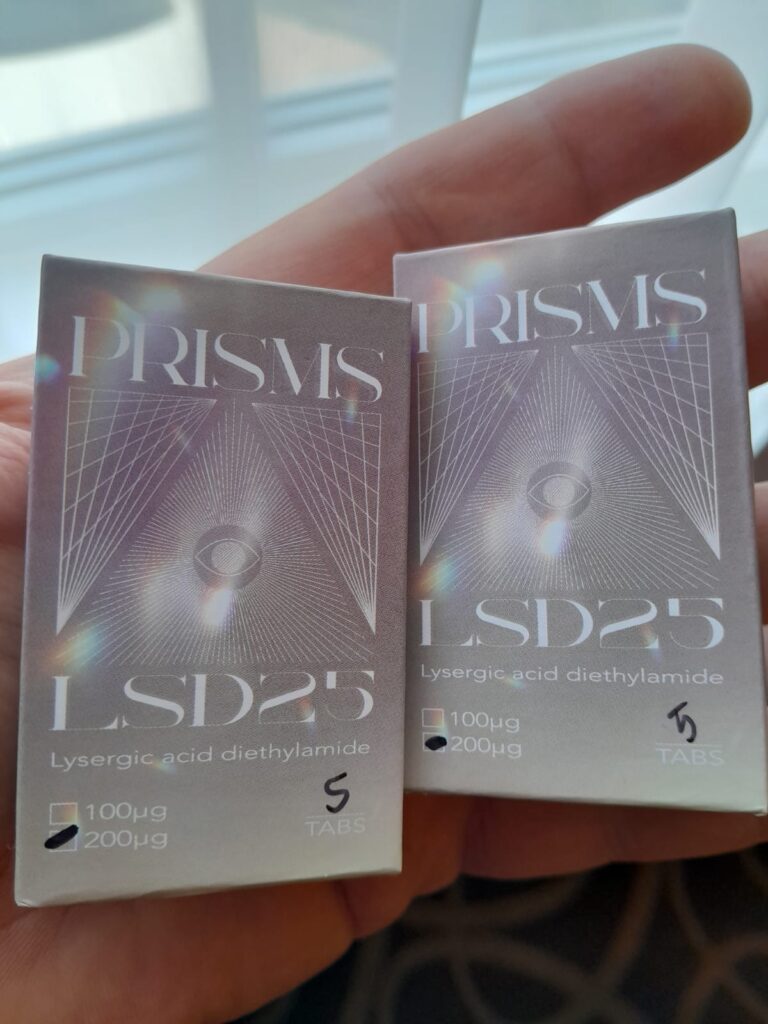 PRISMS
LSD25
Lysergic acid diethylamide
100µg
200µg
5
TABS
PRISMS
LSD25
Lysergic acid diethylamide
100µg
200µg
5
TABS